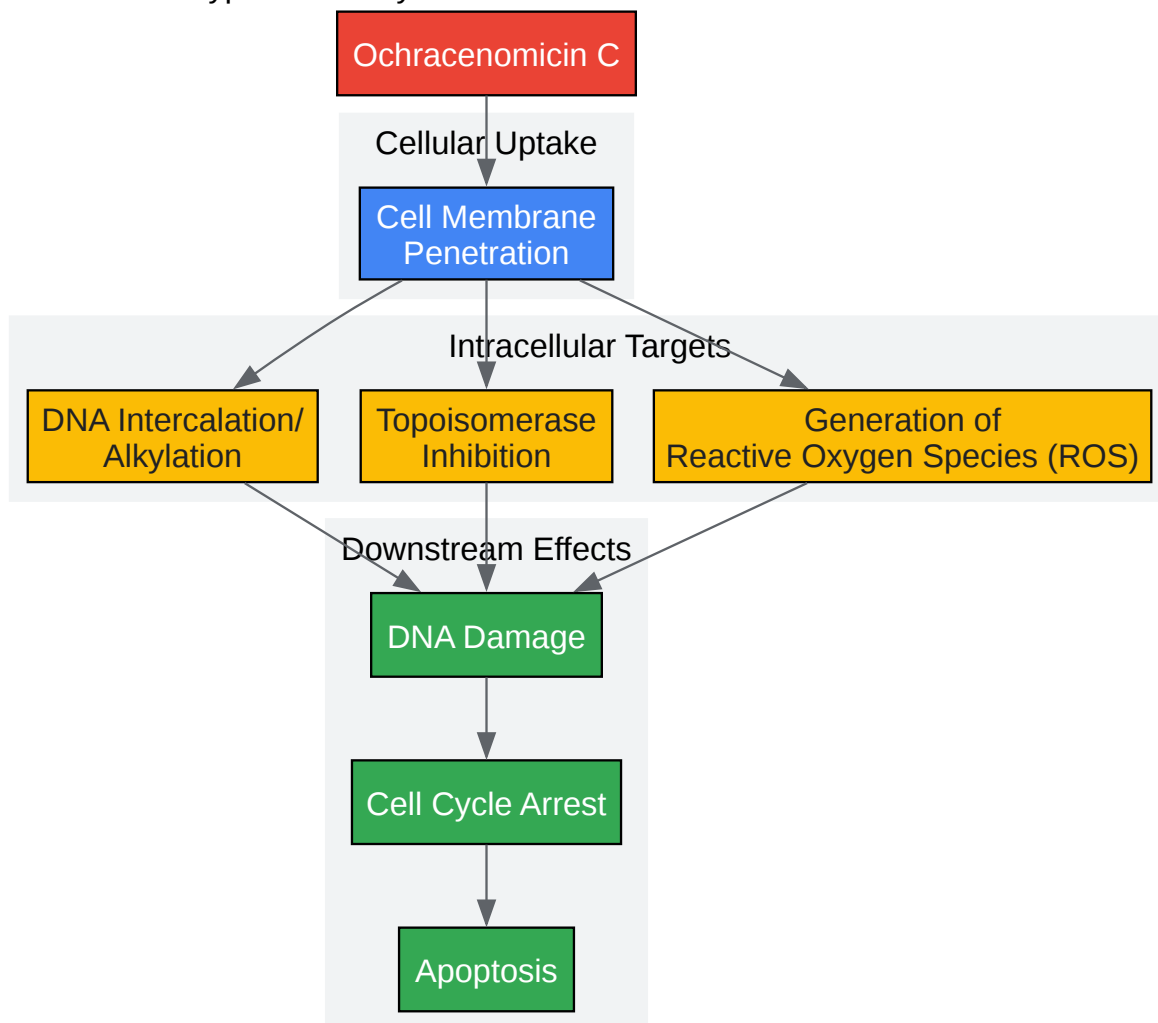 Ochracenomicin C
Cellular Uptake
Cell Membrane
Penetration
Intracellular Targets
DNA Intercalation/
Alkylation
Topoisomerase
Inhibition
Generation of
Reactive Oxygen Species (ROS)
Downstream Effects
DNA Damage
Cell Cycle Arrest
Apoptosis